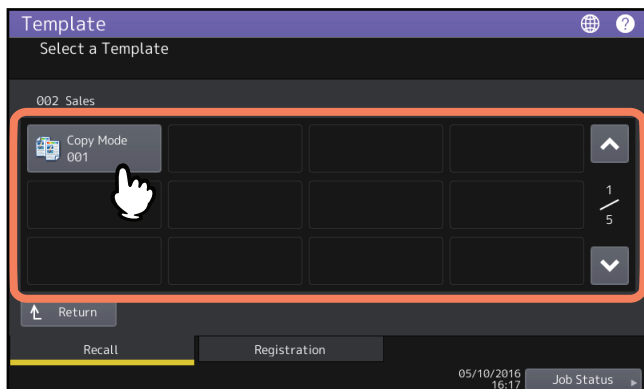 Template
?
Select a Template
002 Sales
Copy Mode
001
1
5
Return
Recall
Registration
05/10/2016
16:17
Job Status